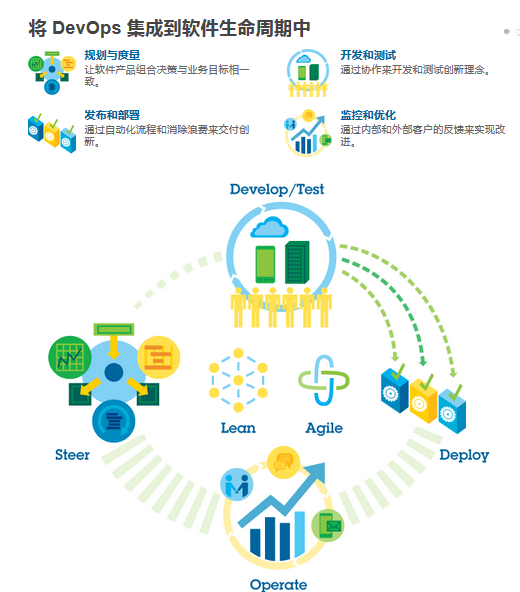 将 DevOps 集成到软件生命周期中
规划与度量
让软件产品组合决策与业务目标相一
致。
开发和测试
通过协作来开发和测试创新理念。
发布和部署
通过自动化流程和消除浪费来交付创
新。
监控和优化
通过内部和外部客户的反馈来实现改
进。
Develop/Test
Lean
Agile
Steer
Deploy
Operate